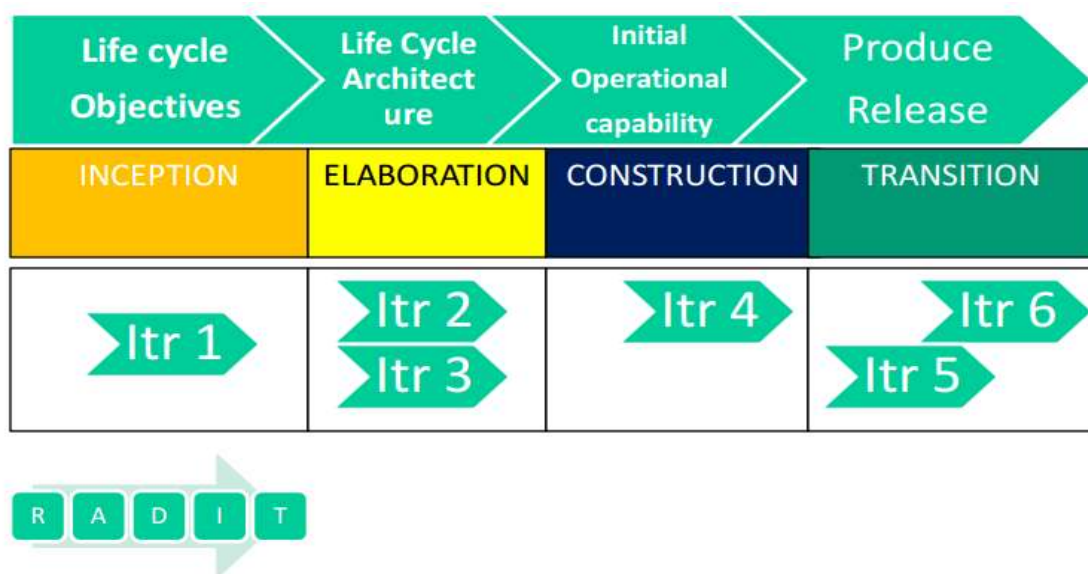 Life cycle
Objectives
Life Cycle
Architect
ure
Initial
Operational
capability
Produce
Release
INCEPTION
ELABORATION
CONSTRUCTION
TRANSITION
Itr 1
Itr 2
Itr 3
Itr 4
Itr 6
Itr 5
R A D I T